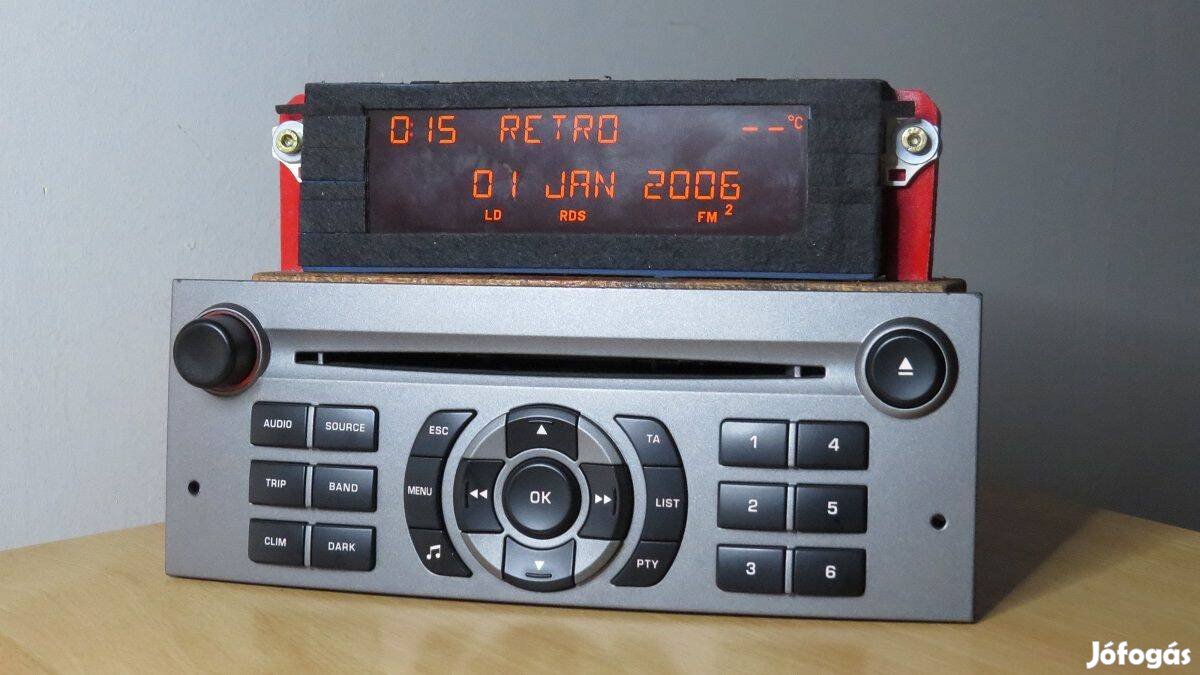 0:15 RETRO --°C
01 JAN 2006
LD RDS FM 2
AUDIO SOURCE
TRIP BAND
CLIM DARK
ESC
MENU
OK
TA
LIST
PTY
1 4
2 5
3 6
Jófogás